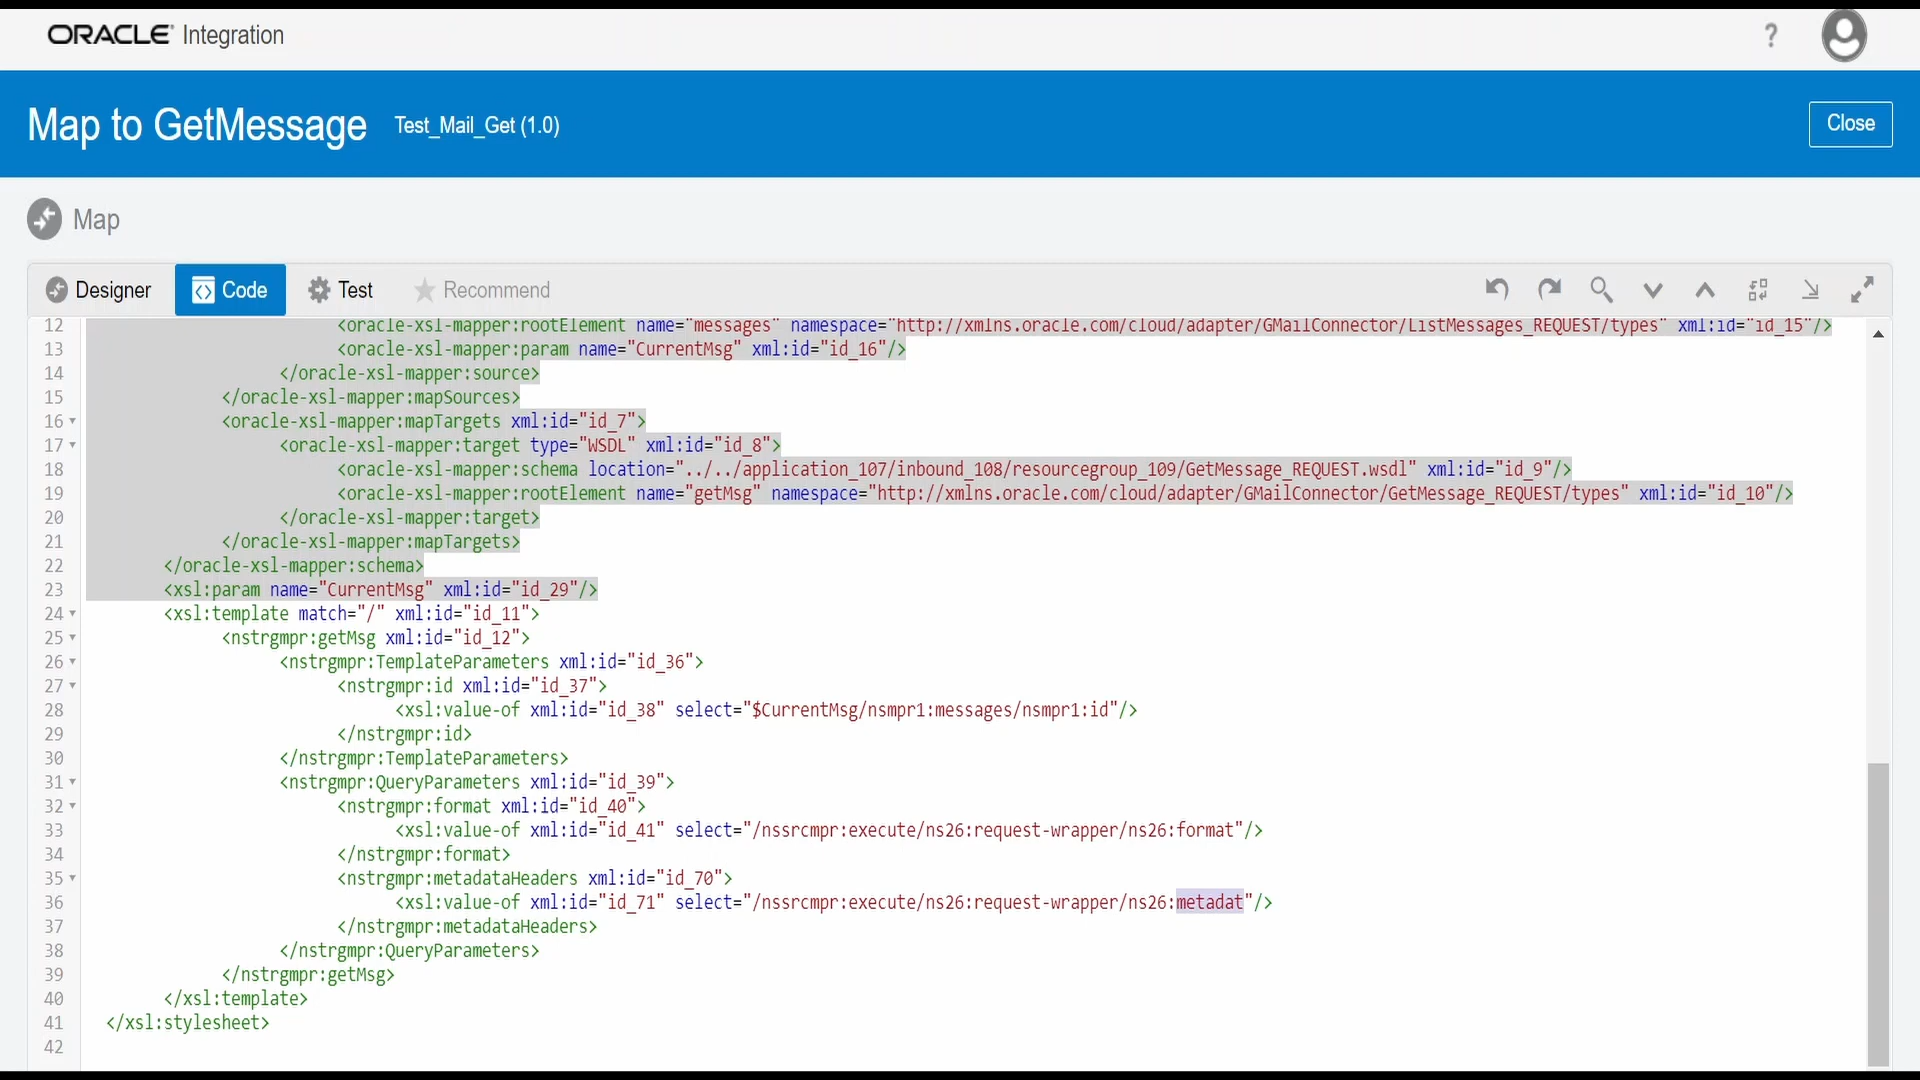 ORACLE Integration
?
Map to GetMessage Test_Mail_Get (1.0)
Close
Map
Designer Code Test Recommend
12 <oracle-xsl-mapper:rootElement name="messages" namespace="http://xmlns.oracle.com/cloud/adapter/GMailConnector/ListMessages_REQUEST/types" xml:id="id_15"/>
13 <oracle-xsl-mapper:param name="CurrentMsg" xml:id="id_16"/>
14 </oracle-xsl-mapper:source>
15 </oracle-xsl-mapper:mapSources>
16 <oracle-xsl-mapper:mapTargets xml:id="id_7">
17 <oracle-xsl-mapper:target type="WSDL" xml:id="id_8">
18 <oracle-xsl-mapper:schema location="../../application_107/inbound_108/resourcegroup_109/GetMessage_REQUEST.wsdl" xml:id="id_9"/>
19 <oracle-xsl-mapper:rootElement name="getMsg" namespace="http://xmlns.oracle.com/cloud/adapter/GMailConnector/GetMessage_REQUEST/types" xml:id="id_10"/>
20 </oracle-xsl-mapper:target>
21 </oracle-xsl-mapper:mapTargets>
22 </oracle-xsl-mapper:schema>
23 <xsl:param name="CurrentMsg" xml:id="id_29"/>
24 <xsl:template match="/" xml:id="id_11">
25 <nstrgmpr:getMsg xml:id="id_12">
26 <nstrgmpr:TemplateParameters xml:id="id_36">
27 <nstrgmpr:id xml:id="id_37">
28 <xsl:value-of xml:id="id_38" select="$CurrentMsg/nsmpr1:messages/nsmpr1:id"/>
29 </nstrgmpr:id>
30 </nstrgmpr:TemplateParameters>
31 <nstrgmpr:QueryParameters xml:id="id_39">
32 <nstrgmpr:format xml:id="id_40">
33 <xsl:value-of xml:id="id_41" select="/nssrcmpr:execute/ns26:request-wrapper/ns26:format"/>
34 </nstrgmpr:format>
35 <nstrgmpr:metadataHeaders xml:id="id_70">
36 <xsl:value-of xml:id="id_71" select="/nssrcmpr:execute/ns26:request-wrapper/ns26:metadat"/>
37 </nstrgmpr:metadataHeaders>
38 </nstrgmpr:QueryParameters>
39 </nstrgmpr:getMsg>
40 </xsl:template>
41 </xsl:stylesheet>
42